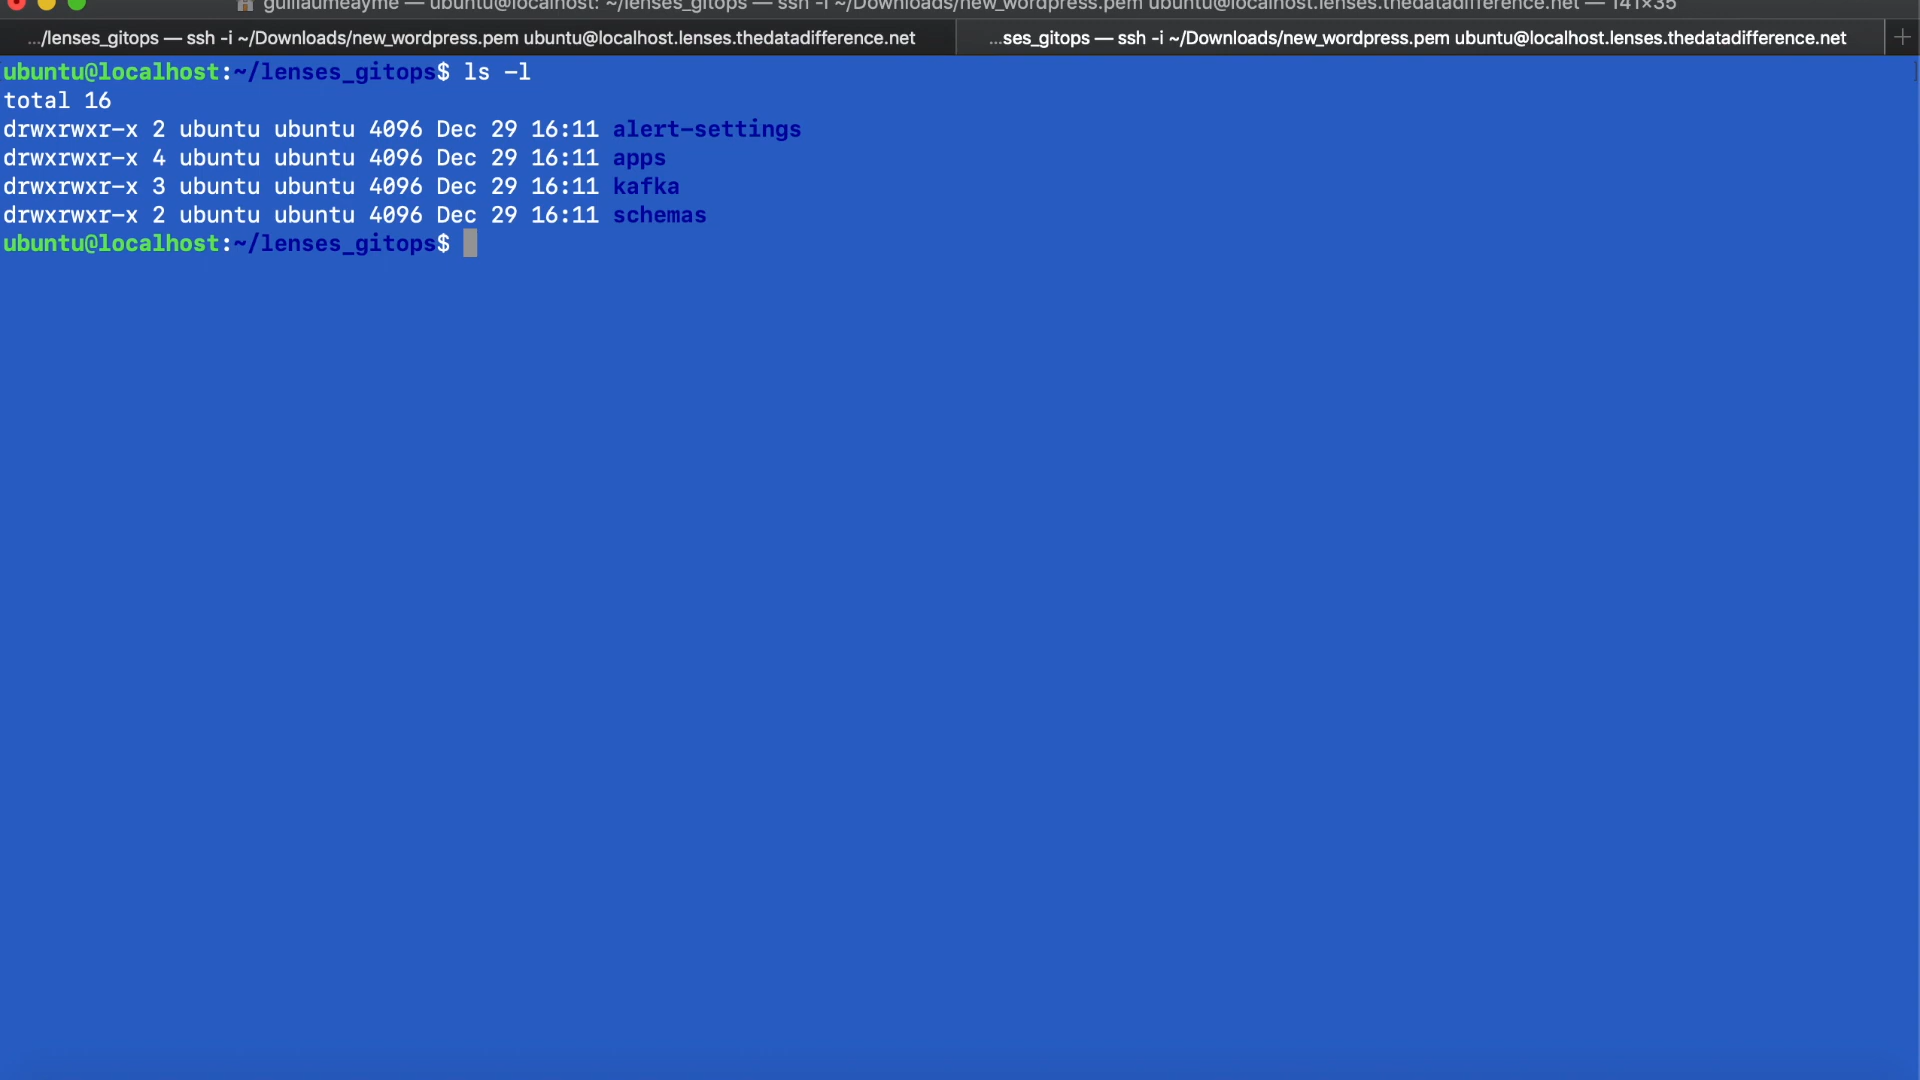 guillaumeayme — ubuntu@localhost: ~/lenses_gitops — ssh -i ~/Downloads/new_wordpress.pem ubuntu@localhost.lenses.thedatadifference.net — 141×35
.../lenses_gitops — ssh -i ~/Downloads/new_wordpress.pem ubuntu@localhost.lenses.thedatadifference.net
...ses_gitops — ssh -i ~/Downloads/new_wordpress.pem ubuntu@localhost.lenses.thedatadifference.net
ubuntu@localhost:~/lenses_gitops$ ls -l
total 16
drwxrwxr-x 2 ubuntu ubuntu 4096 Dec 29 16:11 alert-settings
drwxrwxr-x 4 ubuntu ubuntu 4096 Dec 29 16:11 apps
drwxrwxr-x 3 ubuntu ubuntu 4096 Dec 29 16:11 kafka
drwxrwxr-x 2 ubuntu ubuntu 4096 Dec 29 16:11 schemas
ubuntu@localhost:~/lenses_gitops$